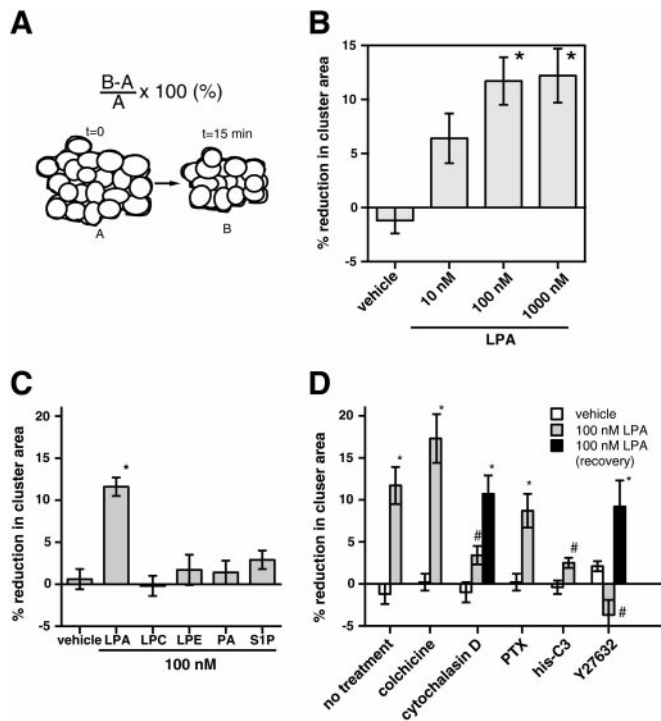 A
B-A
A
x 100 (%)
t=0
t=15 min
A
B
B
% reduction in cluster area
15
10
5
0
-5
*
*
vehicle
10 nM
100 nM
1000 nM
LPA
C
% reduction in cluser area
20
15
10
5
0
-5
*
vehicle LPA LPC LPE PA S1P
100 nM
D
% reduction in cluster area
20
15
10
5
0
-5
vehicle
100 nM LPA
100 nM LPA
(recovery)
*
*
#
*
*
#
*
#
no treatment
colchicine
cytochalasin D
PTX
his-C3
Y27632